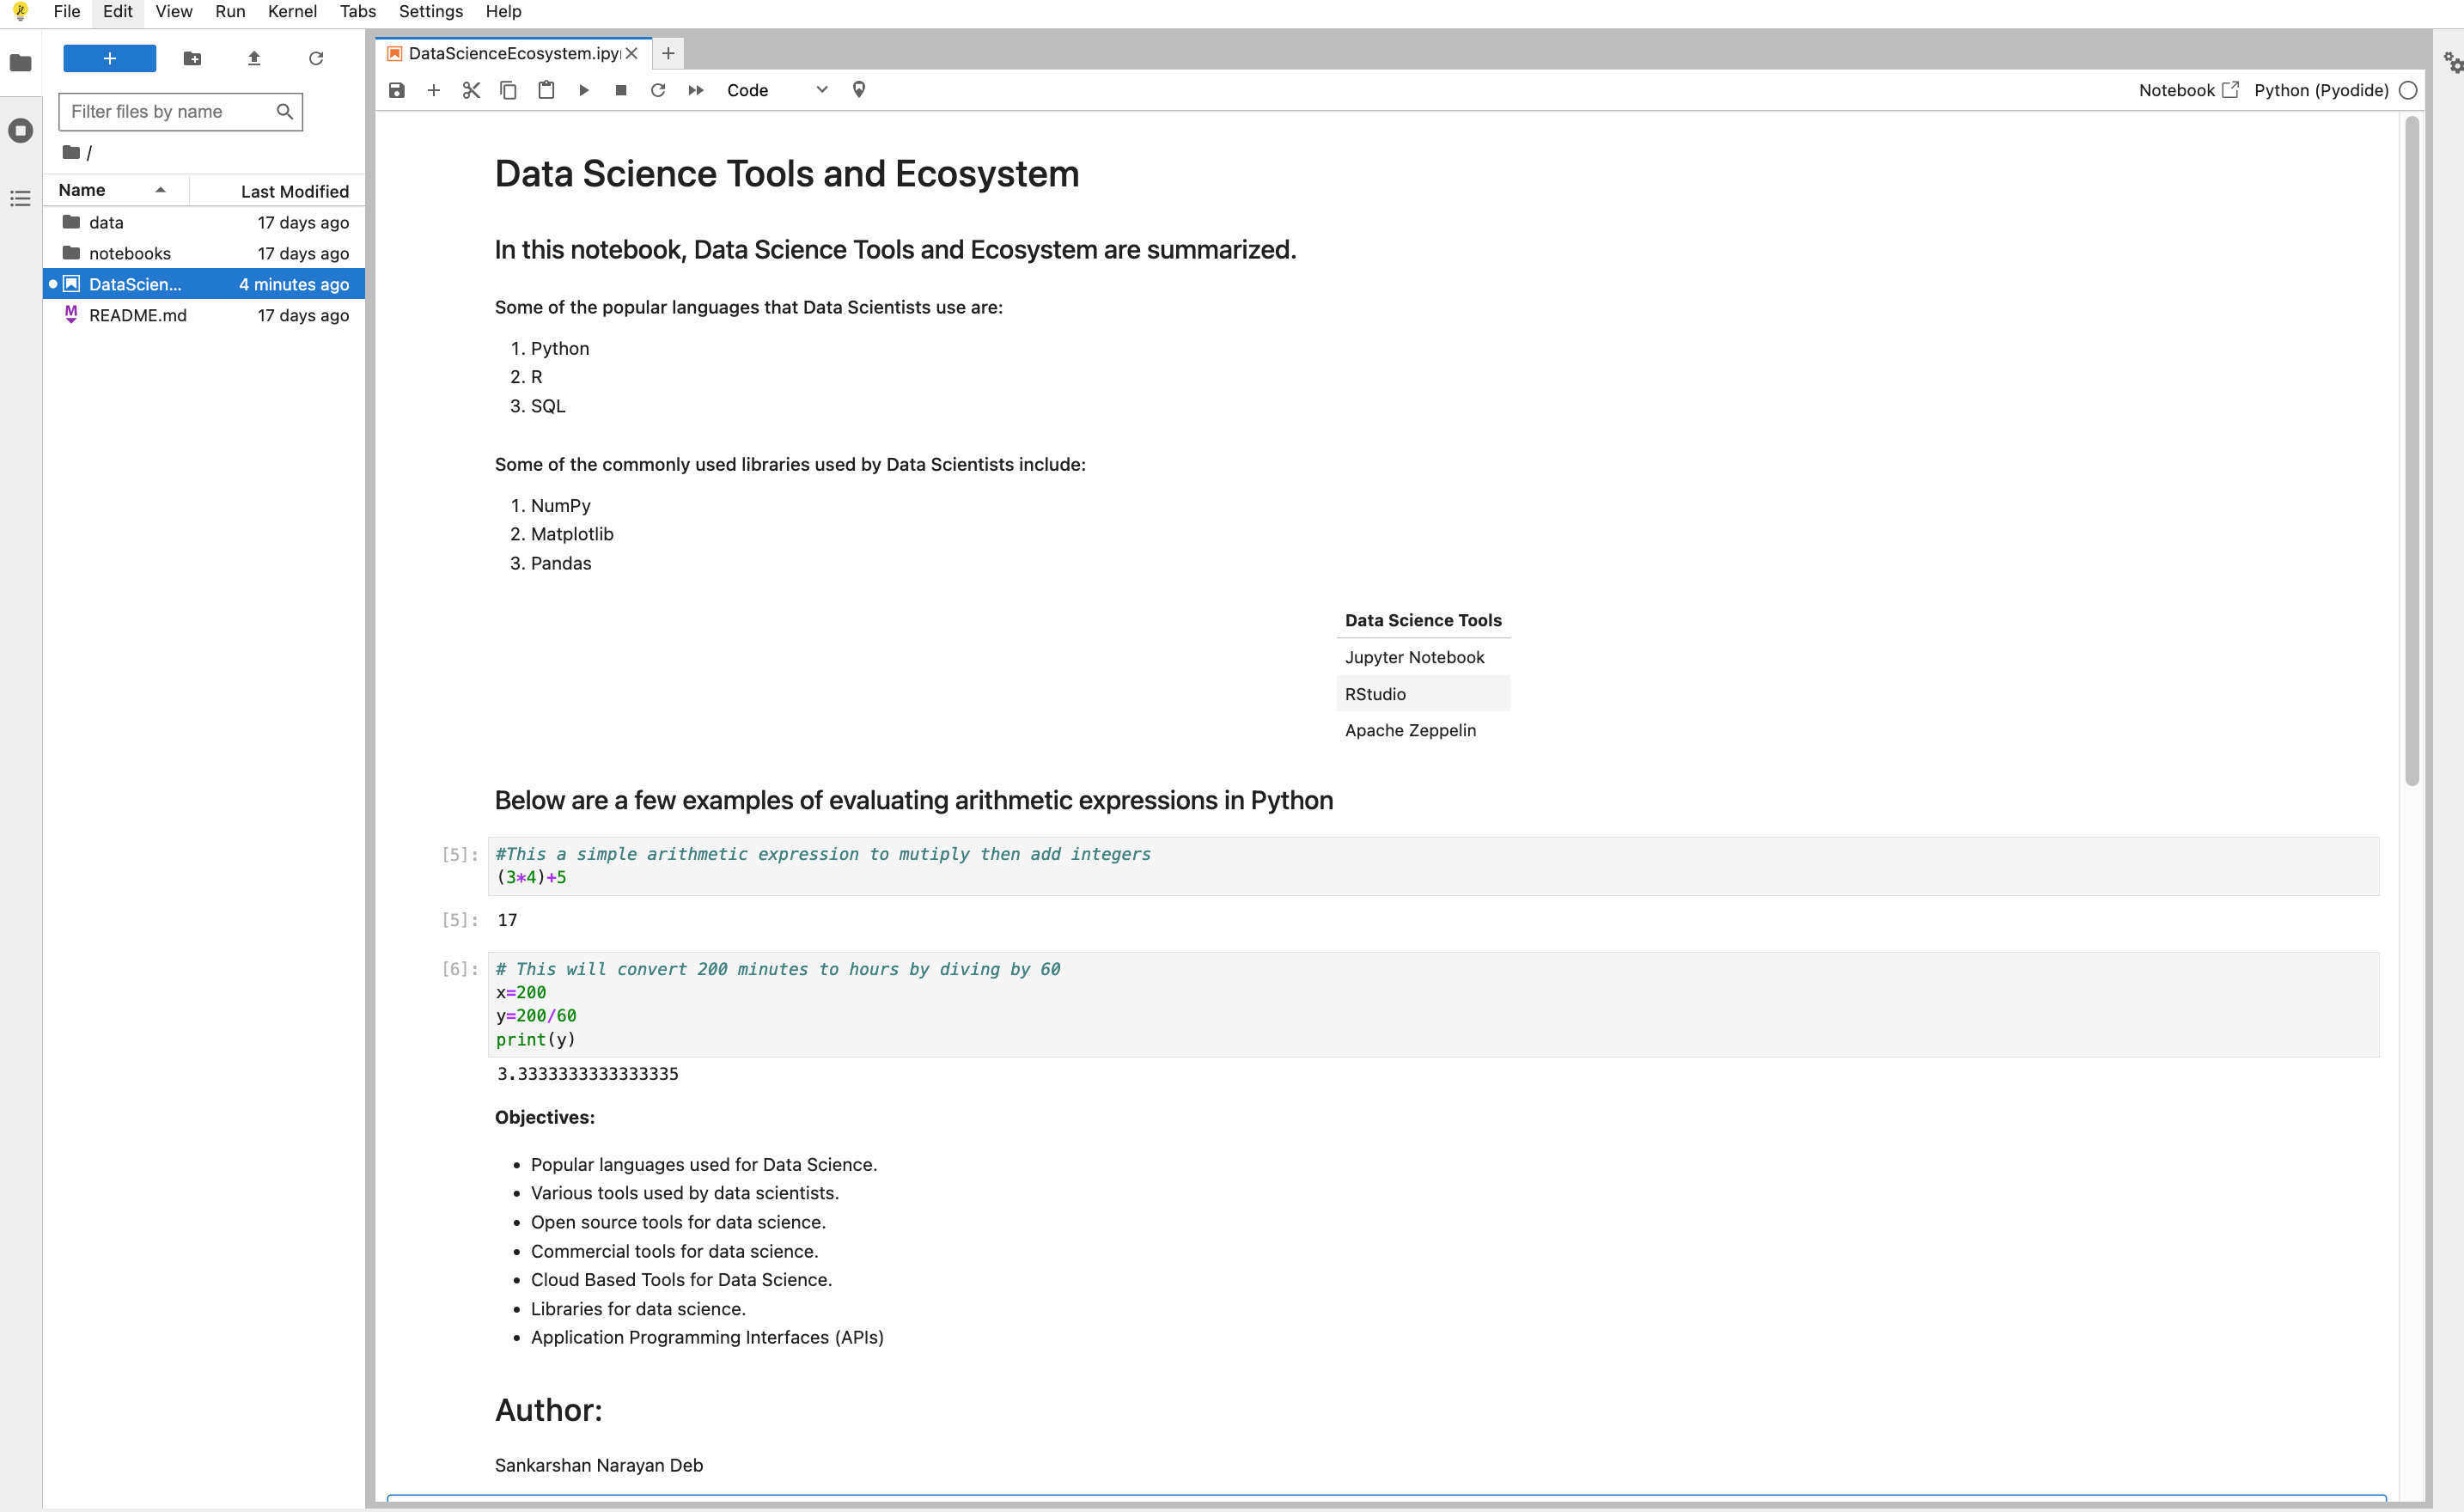 File Edit View Run Kernel Tabs Settings Help
DataScienceEcosystem.ipy
Filter files by name
Code
Notebook Python (Pyodide)
/
Name Last Modified
data 17 days ago
notebooks 17 days ago
DataScien... 4 minutes ago
README.md 17 days ago
Data Science Tools and Ecosystem
In this notebook, Data Science Tools and Ecosystem are summarized.
Some of the popular languages that Data Scientists use are:
1. Python
2. R
3. SQL
Some of the commonly used libraries used by Data Scientists include:
1. NumPy
2. Matplotlib
3. Pandas
Data Science Tools
Jupyter Notebook
RStudio
Apache Zeppelin
Below are a few examples of evaluating arithmetic expressions in Python
[5]: #This a simple arithmetic expression to mutiply then add integers
(3*4)+5
[5]: 17
[6]: # This will convert 200 minutes to hours by diving by 60
x=200
y=200/60
print(y)
3.3333333333333335
Objectives:
• Popular languages used for Data Science.
• Various tools used by data scientists.
• Open source tools for data science.
• Commercial tools for data science.
• Cloud Based Tools for Data Science.
• Libraries for data science.
• Application Programming Interfaces (APIs)
Author:
Sankarshan Narayan Deb